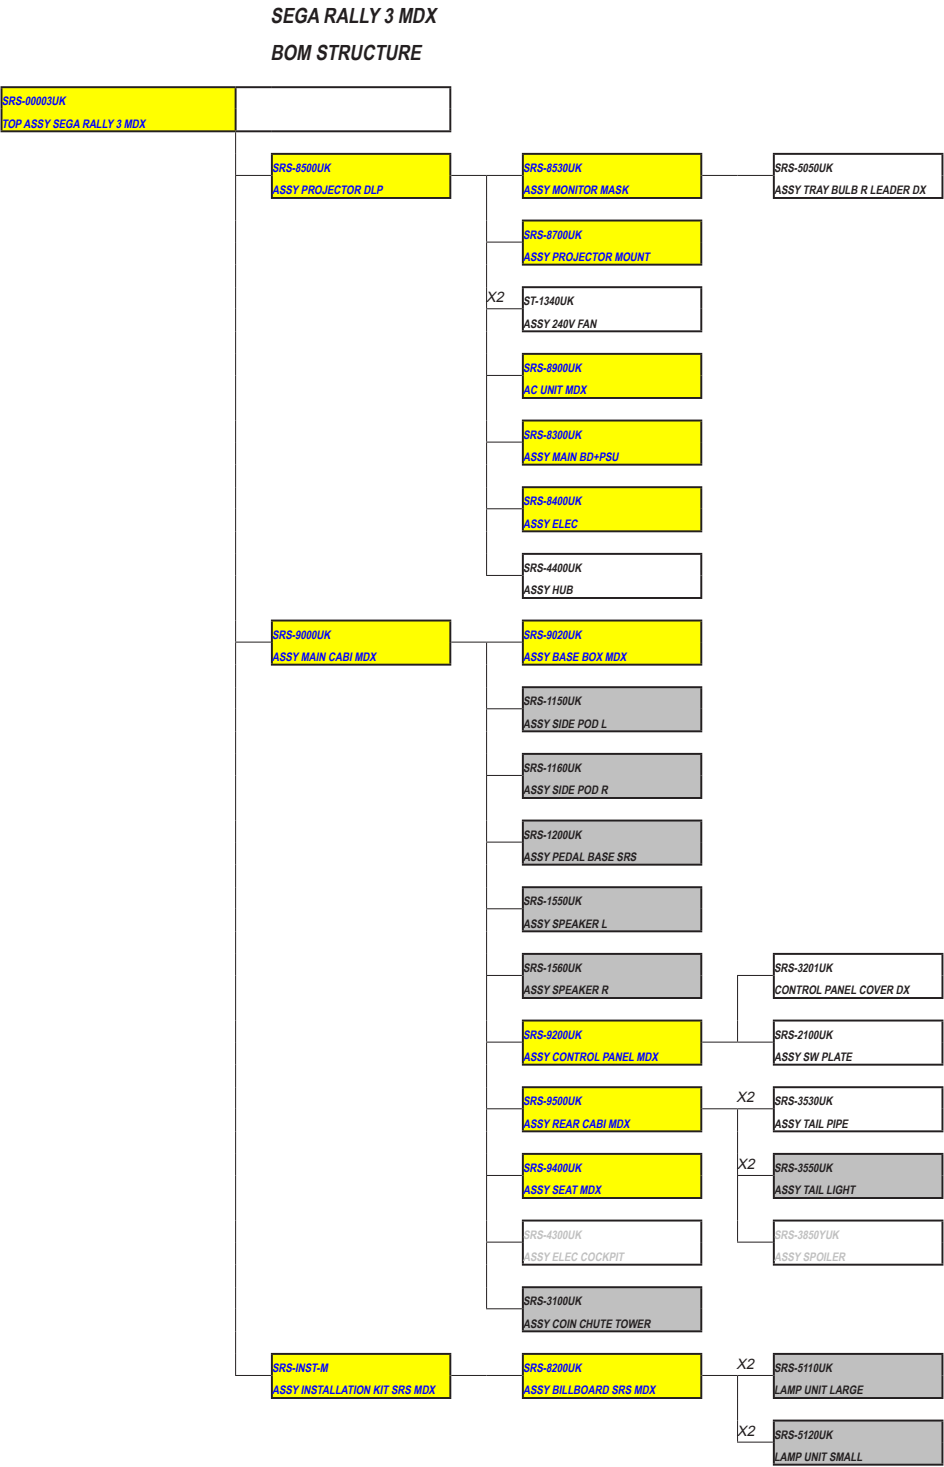 SEGA RALLY 3 MDX
BOM STRUCTURE
SRS-00003UK
TOP ASSY SEGA RALLY 3 MDX
SRS-8500UK
ASSY PROJECTOR DLP
SRS-8530UK
ASSY MONITOR MASK
SRS-5050UK
ASSY TRAY BULB R LEADER DX
SRS-8700UK
ASSY PROJECTOR MOUNT
X2
ST-1340UK
ASSY 240V FAN
SRS-8900UK
AC UNIT MDX
SRS-8300UK
ASSY MAIN BD+PSU
SRS-8400UK
ASSY ELEC
SRS-4400UK
ASSY HUB
SRS-9000UK
ASSY MAIN CABI MDX
SRS-9020UK
ASSY BASE BOX MDX
SRS-1150UK
ASSY SIDE POD L
SRS-1160UK
ASSY SIDE POD R
SRS-1200UK
ASSY PEDAL BASE SRS
SRS-1550UK
ASSY SPEAKER L
SRS-1560UK
ASSY SPEAKER R
SRS-3201UK
CONTROL PANEL COVER DX
SRS-9200UK
ASSY CONTROL PANEL MDX
SRS-2100UK
ASSY SW PLATE
SRS-9500UK
ASSY REAR CABI MDX
X2
SRS-3530UK
ASSY TAIL PIPE
SRS-9400UK
ASSY SEAT MDX
X2
SRS-3550UK
ASSY TAIL LIGHT
SRS-4300UK
ASSY ELEC COCKPIT
SRS-3850YUK
ASSY SPOILER
SRS-3100UK
ASSY COIN CHUTE TOWER
SRS-INST-M
ASSY INSTALLATION KIT SRS MDX
SRS-8200UK
ASSY BILLBOARD SRS MDX
X2
SRS-5110UK
LAMP UNIT LARGE
X2
SRS-5120UK
LAMP UNIT SMALL